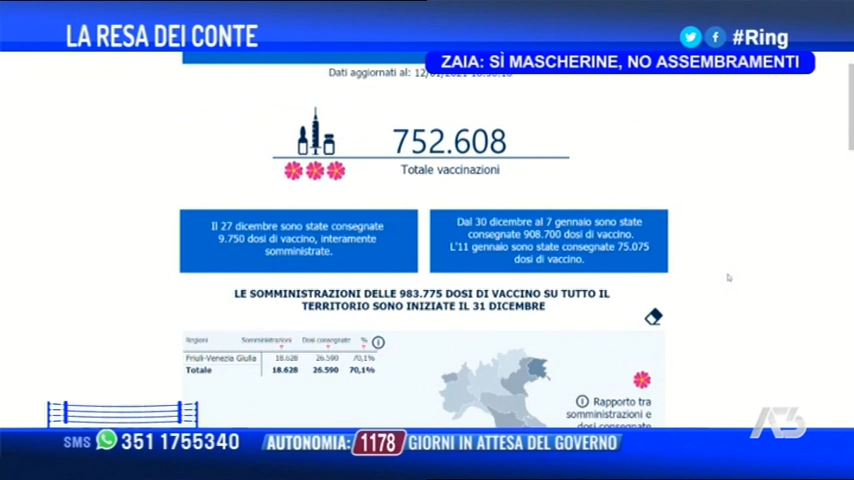 LA RESA DEI CONTE
#Ring
ZAIA: SÌ MASCHERINE, NO ASSEMBRAMENTI
Dati aggiornati al: 12/01/2021
752.608
Totale vaccinazioni
Il 27 dicembre sono state consegnate
9.750 dosi di vaccino, interamente
somministrate.
Dal 30 dicembre al 7 gennaio sono state
consegnate 908.700 dosi di vaccino.
L'11 gennaio sono state consegnate 75.075
dosi di vaccino.
LE SOMMINISTRAZIONI DELLE 983.775 DOSI DI VACCINO SU TUTTO IL
TERRITORIO SONO INIZIATE IL 31 DICEMBRE
Regioni Somministrazioni Dosi consegnate %
Friuli-Venezia Giulia 18.628 26.590 70,1%
Totale 18.628 26.590 70,1%
Rapporto tra
somministrazioni e
dosi consegnate
SMS 351 1755340 AUTONOMIA: 1178 GIORNI IN ATTESA DEL GOVERNO